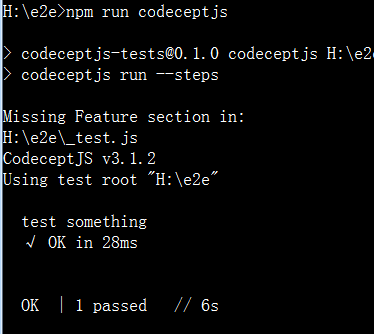 H:\e2e>npm run codeceptjs
> codeceptjs-tests@0.1.0 codeceptjs H:\e2
> codeceptjs run --steps
Missing Feature section in:
H:\e2e\_test.js
CodeceptJS v3.1.2
Using test root "H:\e2e"
test something
√ OK in 28ms
OK | 1 passed // 6s